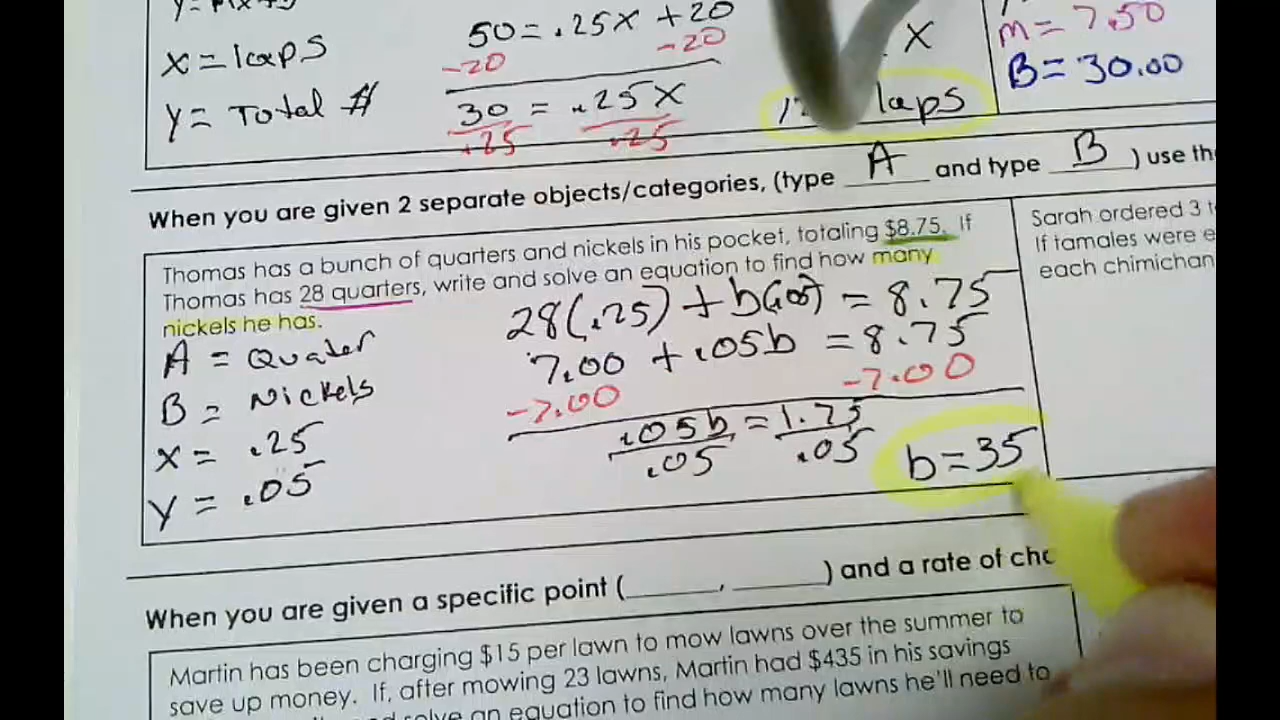 x = laps
y = Total #
50 = .25x + 20
-20 -20
30 = .25x
.25 .25
x
laps
m = 7.50
B = 30.00
When you are given 2 separate objects/categories, (type A and type B ) use
Thomas has a bunch of quarters and nickels in his pocket, totaling $8.75. If
Thomas has 28 quarters, write and solve an equation to find how many
nickels he has.
A = Quater
B = Nickels
x = .25
y = .05
28(.25) + b(.05) = 8.75
7.00 + .05b = 8.75
-7.00 -7.00
.05b = 1.75
.05 .05
b = 35
Sarah ordered 3
If tamales were
each
When you are given a specific point (______, ______) and a rate of
Martin has been charging $15 per lawn to mow lawns over the summer to
save up money. If, after mowing 23 lawns, Martin had $435 in his savings
solve an equation to find how many lawns he'll need to